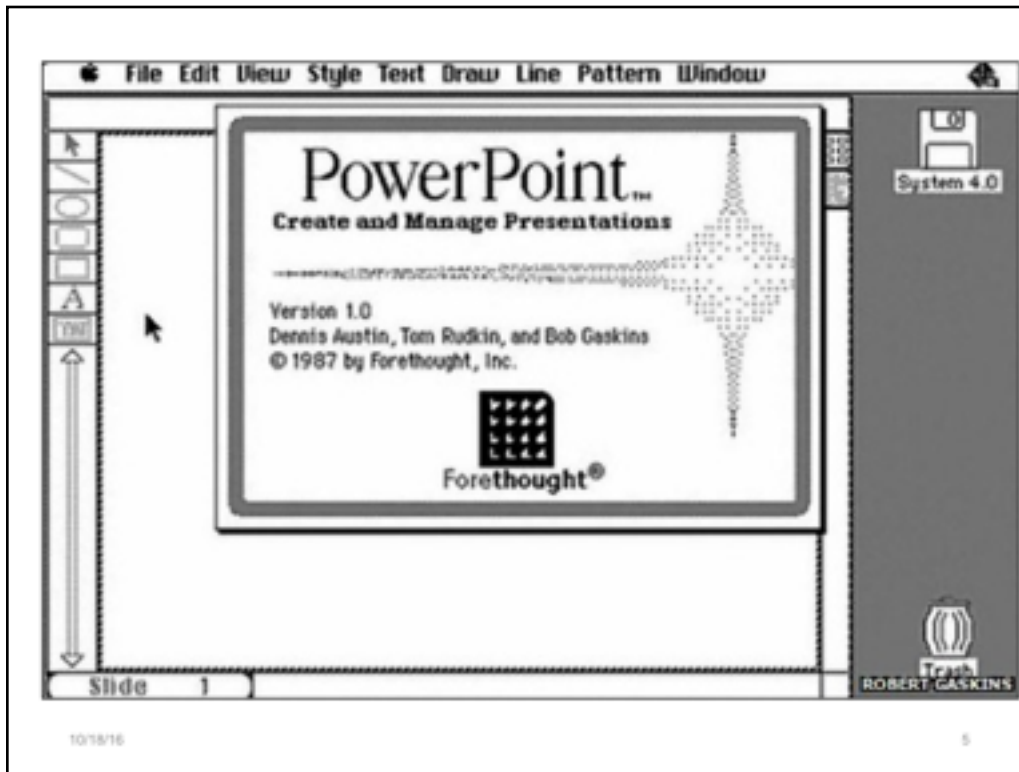 File Edit View Style Text Draw Line Pattern Window
PowerPoint™
Create and Manage Presentations
System 4.0
Version 1.0
Dennis Austin, Tom Rudkin, and Bob Gaskins
© 1987 by Forethought, Inc.
Forethought®
A
Trash
ROBERT GASKINS
Slide 1
10/18/16
5